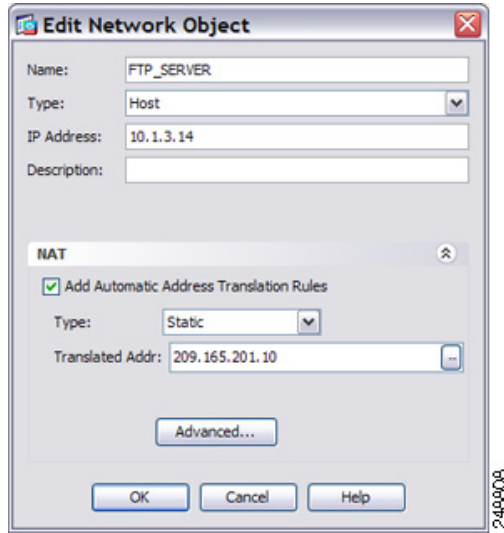 Edit Network Object
Name: FTP_SERVER
Type: Host
IP Address: 10.1.3.14
Description:
NAT
Add Automatic Address Translation Rules
Type: Static
Translated Addr: 209.165.201.10 ...
Advanced...
OK Cancel Help
248808